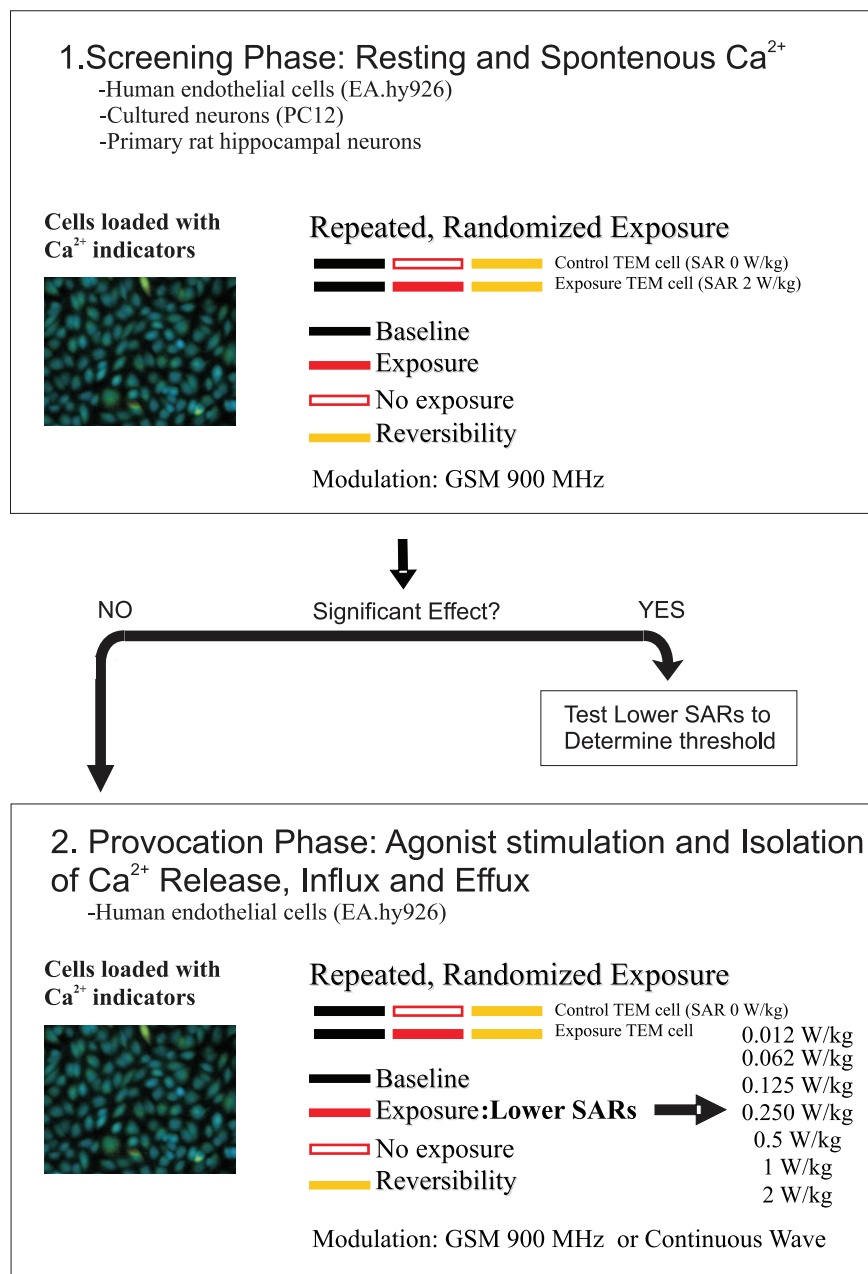 1.Screening Phase: Resting and Spontenous Ca²⁺
-Human endothelial cells (EA.hy926)
-Cultured neurons (PC12)
-Primary rat hippocampal neurons
Cells loaded with
Ca²⁺ indicators
Repeated, Randomized Exposure
Control TEM cell (SAR 0 W/kg)
Exposure TEM cell (SAR 2 W/kg)
Baseline
Exposure
No exposure
Reversibility
Modulation: GSM 900 MHz
NO
Significant Effect?
YES
Test Lower SARs to
Determine threshold
2. Provocation Phase: Agonist stimulation and Isolation
of Ca²⁺ Release, Influx and Effux
-Human endothelial cells (EA.hy926)
Cells loaded with
Ca²⁺ indicators
Repeated, Randomized Exposure
Control TEM cell (SAR 0 W/kg)
Exposure TEM cell
Baseline
Exposure:Lower SARs
No exposure
Reversibility
0.012 W/kg
0.062 W/kg
0.125 W/kg
0.250 W/kg
0.5 W/kg
1 W/kg
2 W/kg
Modulation: GSM 900 MHz or Continuous Wave